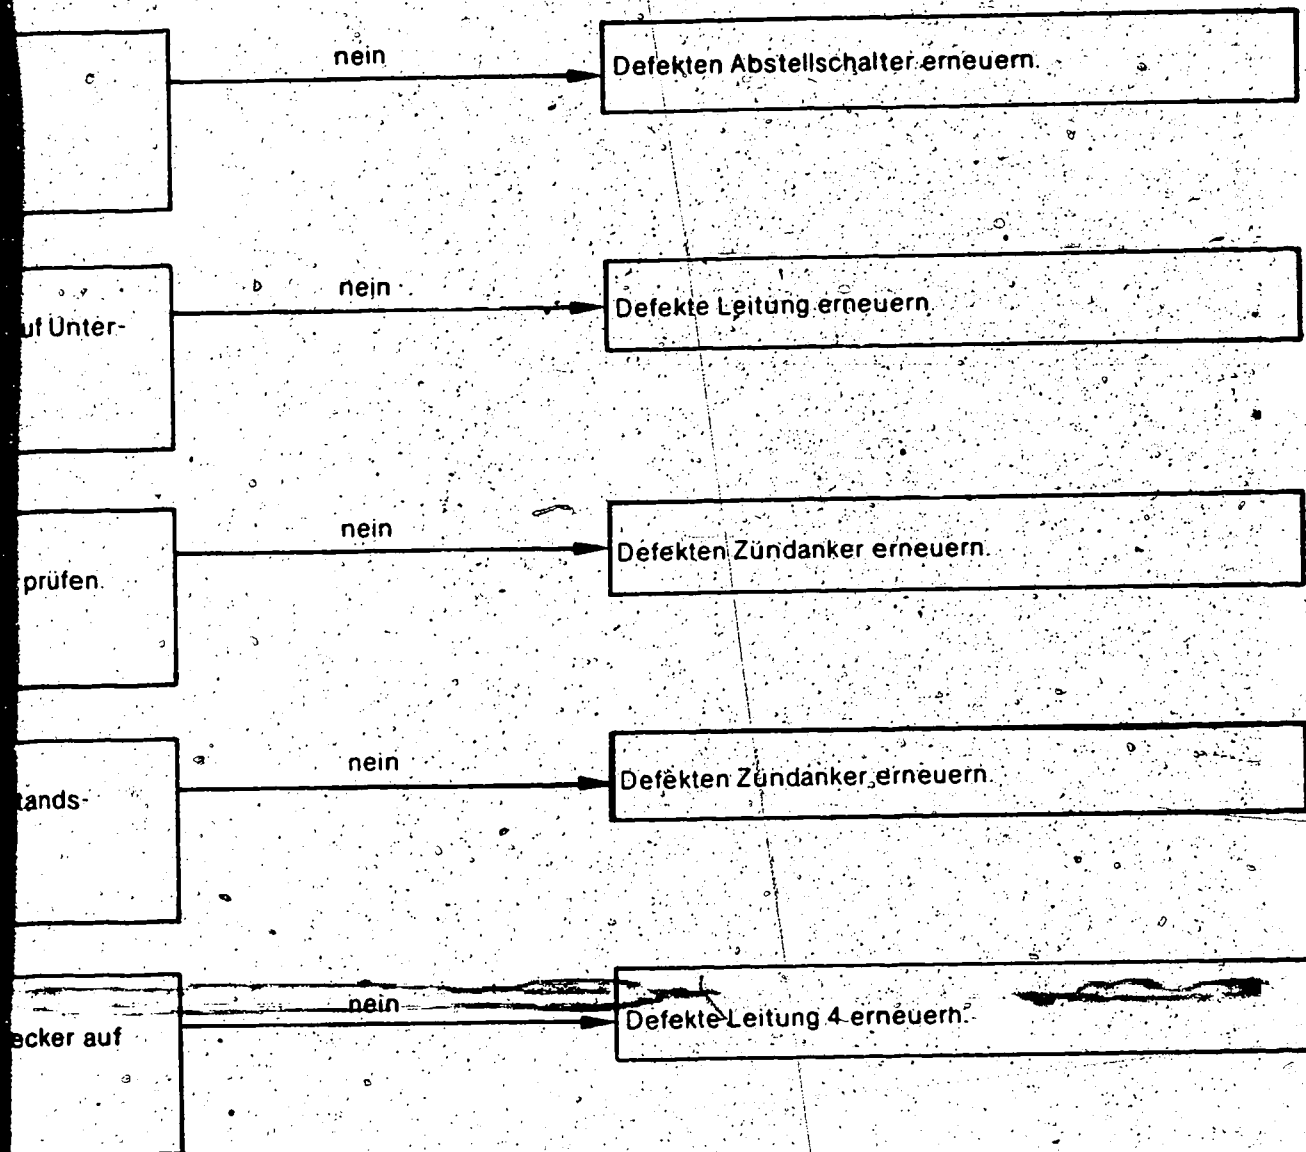 nein
Defekten Abstellschalter erneuern.
uf Unter-
nein
Defekte Leitung erneuern
prüfen.
nein
Defekten Zündanker erneuern.
tands-
nein
Defekten Zündanker erneuern.
ecker auf
nein
Defekte Leitung 4 erneuern.